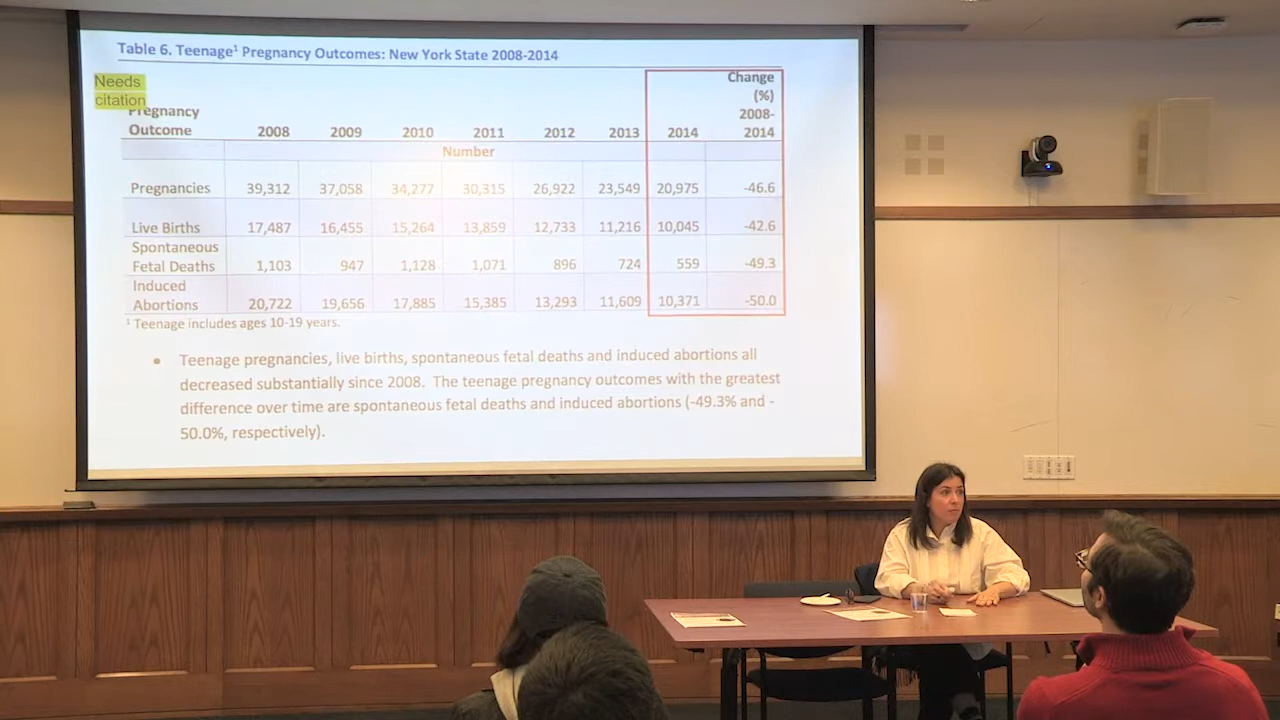 Table 6. Teenage¹ Pregnancy Outcomes: New York State 2008-2014
Needs
citation
Pregnancy
Outcome 2008 2009 2010 2011 2012 2013 2014 Change (%) 2008-2014
Number
Pregnancies 39,312 37,058 34,277 30,315 26,922 23,549 20,975 -46.6
Live Births 17,487 16,455 15,264 13,859 12,733 11,216 10,045 -42.6
Spontaneous
Fetal Deaths 1,103 947 1,128 1,071 896 724 559 -49.3
Induced
Abortions 20,722 19,656 17,885 15,385 13,293 11,609 10,371 -50.0
¹ Teenage includes ages 10-19 years.
• Teenage pregnancies, live births, spontaneous fetal deaths and induced abortions all
decreased substantially since 2008. The teenage pregnancy outcomes with the greatest
difference over time are spontaneous fetal deaths and induced abortions (-49.3% and -
50.0%, respectively).